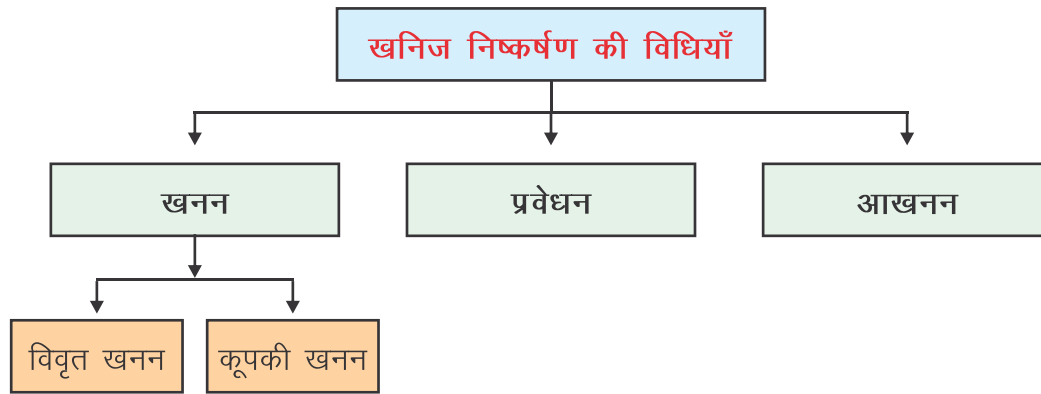 खनिज निष्कर्षण की विधियाँ
खनन
प्रवेधन
आखनन
विवृत खनन
कूपकी खनन